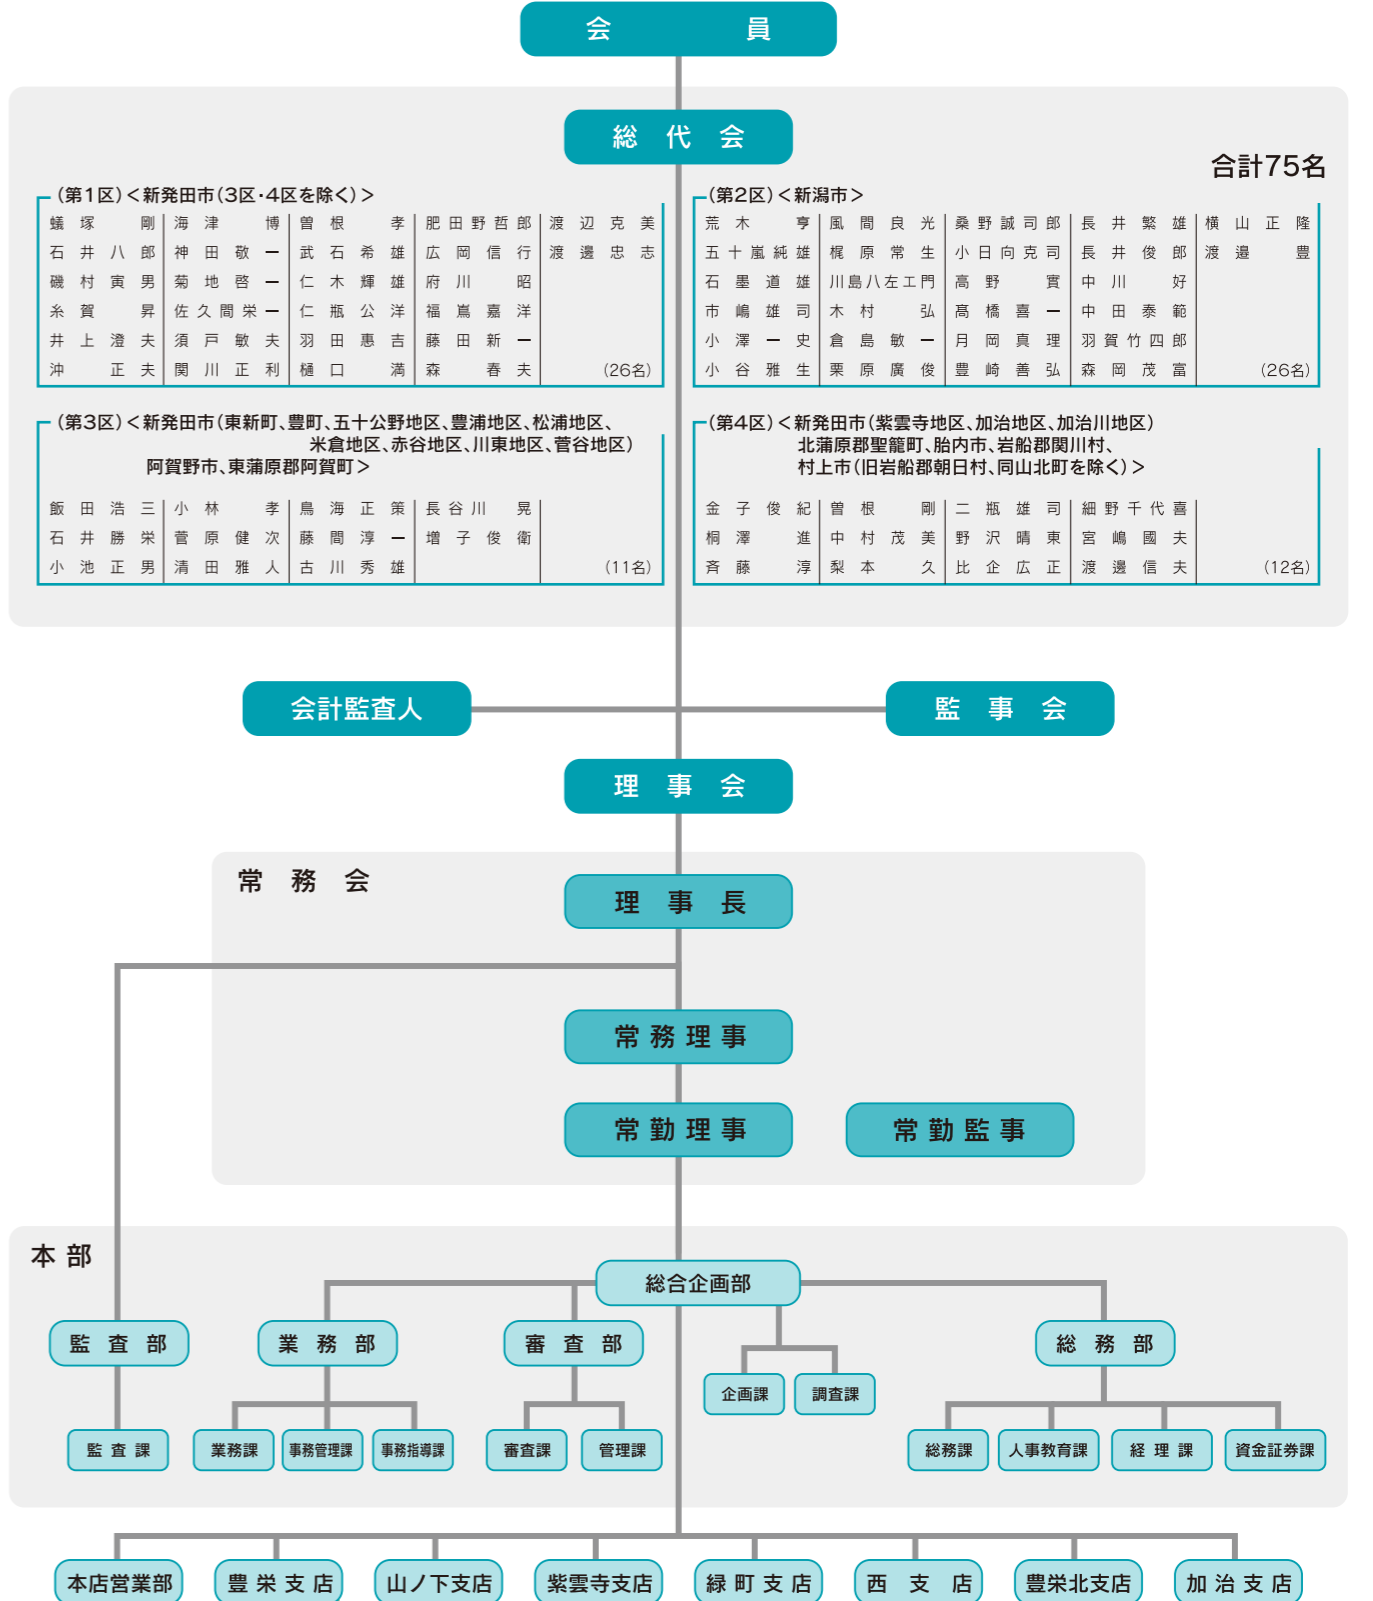 会員
総代会
合計75名
(第1区)<新発田市(3区・4区を除く)>
蟻塚剛 海津博 曽根孝 肥田野哲郎 渡辺克美
石井八郎 神田敬一 武石希雄 広岡信行 渡邊忠志
磯村寅男 菊地啓一 仁木輝雄 府川昭
糸賀昇 佐久間栄一 仁瓶公洋 福嶌嘉洋
井上澄夫 須戸敏夫 羽田惠吉 藤田新一
沖正夫 関川正利 樋口満 森春夫 (26名)
(第2区)<新潟市>
荒木亨 風間良光 桑野誠司郎 長井繁雄 横山正隆
五十嵐純雄 梶原常生 小日向克司 長井俊郎 渡邉豊
石墨道雄 川島八左エ門 高野實 中川好
市嶋雄司 木村弘 髙橋喜一 中田泰範
小澤一史 倉島敏一 月岡真理 羽賀竹四郎
小谷雅生 栗原廣俊 豊崎善弘 森岡茂富 (26名)
(第3区)<新発田市(東新町、豊町、五十公野地区、豊浦地区、松浦地区、
米倉地区、赤谷地区、川東地区、菅谷地区)
阿賀野市、東蒲原郡阿賀町>
飯田浩三 小林孝 鳥海正策 長谷川晃
石井勝栄 菅原健次 藤間淳一 増子俊衛
小池正男 清田雅人 古川秀雄 (11名)
(第4区)<新発田市(紫雲寺地区、加治地区、加治川地区)
北蒲原郡聖籠町、胎内市、岩船郡関川村、
村上市(旧岩船郡朝日村、同山北町を除く)>
金子俊紀 曽根剛 二瓶雄司 細野千代喜
桐澤進 中村茂美 野沢晴東 宮嶋國夫
斉藤淳 梨本久 比企広正 渡邊信夫 (12名)
会計監査人 監事会
理事会
常務会
理事長
常務理事
常勤理事 常勤監事
本部
総合企画部
監査部 業務部 審査部 総務部
企画課 調査課
監査課 業務課 事務管理課 事務指導課 審査課 管理課 総務課 人事教育課 経理課 資金証券課
本店営業部 豊栄支店 山ノ下支店 紫雲寺支店 緑町支店 西支店 豊栄北支店 加治支店